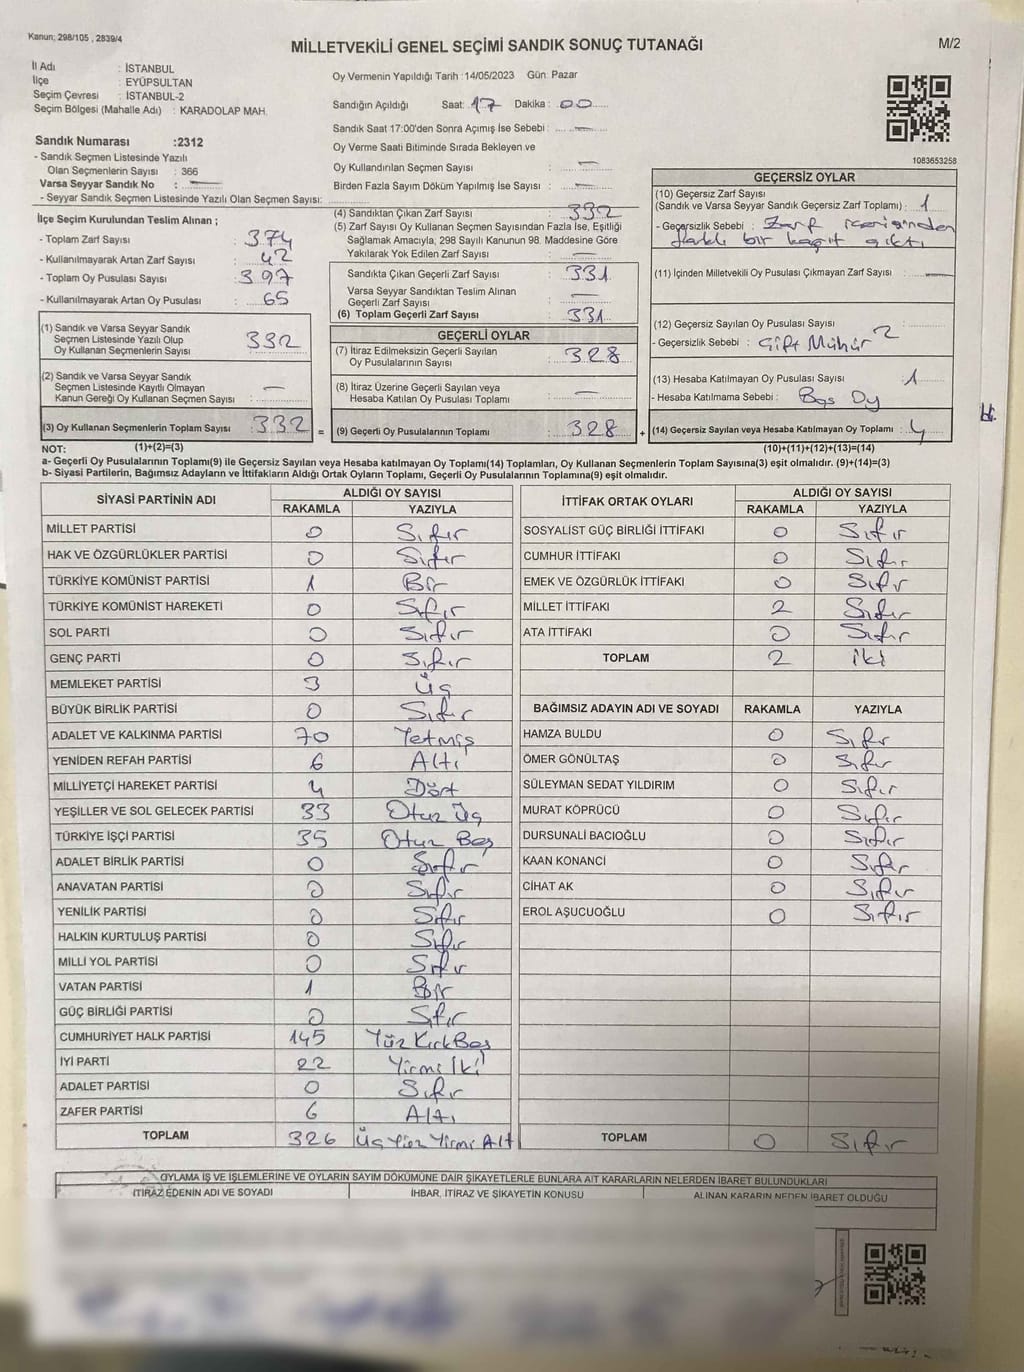 Kanun; 298/105 , 2839/4
MİLLETVEKİLİ GENEL SEÇİMİ SANDIK SONUÇ TUTANAĞI
M/2
İl Adı : İSTANBUL
İlçe : EYÜPSULTAN
Seçim Çevresi : İSTANBUL-2
Seçim Bölgesi (Mahalle Adı) : KARADOLAP MAH.
Sandık Numarası :2312
- Sandık Seçmen Listesinde Yazılı
Olan Seçmenlerin Sayısı : 366
Varsa Seyyar Sandık No :
- Seyyar Sandık Seçmen Listesinde Yazılı Olan Seçmen Sayısı:
Oy Vermenin Yapıldığı Tarih :14/05/2023 Gün: Pazar
Sandığın Açıldığı Saat: 17 Dakika : 00
Sandık Saat 17:00'den Sonra Açımış İse Sebebi : —
Oy Verme Saati Bitiminde Sırada Bekleyen ve
Oy Kullandırılan Seçmen Sayısı : —
Birden Fazla Sayım Döküm Yapılmış İse Sayısı : —
1083653258
İlçe Seçim Kurulundan Teslim Alınan ;
- Toplam Zarf Sayısı : 374
- Kullanılmayarak Artan Zarf Sayısı : 42
- Toplam Oy Pusulası Sayısı : 397
- Kullanılmayarak Artan Oy Pusulası : 65
(1) Sandık ve Varsa Seyyar Sandık
Seçmen Listesinde Yazılı Olup
Oy Kullanan Seçmenlerin Sayısı : 332
(2) Sandık ve Varsa Seyyar Sandık
Seçmen Listesinde Kayıtlı Olmayan
Kanun Gereği Oy Kullanan Seçmen Sayısı : —
(3) Oy Kullanan Seçmenlerin Toplam Sayısı : 332 =
(4) Sandıktan Çıkan Zarf Sayısı : 332
(5) Zarf Sayısı Oy Kullanan Seçmen Sayısından Fazla İse, Eşitliği
Sağlamak Amacıyla, 298 Sayılı Kanunun 98. Maddesine Göre
Yakılarak Yok Edilen Zarf Sayısı : —
Sandıkta Çıkan Geçerli Zarf Sayısı : 331
Varsa Seyyar Sandıktan Teslim Alınan
Geçerli Zarf Sayısı : —
(6) Toplam Geçerli Zarf Sayısı : 331
GEÇERLİ OYLAR
(7) İtiraz Edilmeksizin Geçerli Sayılan
Oy Pusulalarının Sayısı : 328
(8) İtiraz Üzerine Geçerli Sayılan veya
Hesaba Katılan Oy Pusulası Toplamı : —
(9) Geçerli Oy Pusulalarının Toplamı : 328 +
GEÇERSİZ OYLAR
(10) Geçersiz Zarf Sayısı
(Sandık ve Varsa Seyyar Sandık Geçersiz Zarf Toplamı) : 1
- Geçersizlik Sebebi : Zarf içeriğinden
farklı bir kağıt çıktı
(11) İçinden Milletvekili Oy Pusulası Çıkmayan Zarf Sayısı : —
(12) Geçersiz Sayılan Oy Pusulası Sayısı : 2
- Geçersizlik Sebebi : Çift Mühür
(13) Hesaba Katılmayan Oy Pusulası Sayısı : 1
- Hesaba Katılmama Sebebi : Boş Oy
(14) Geçersiz Sayılan veya Hesaba Katılmayan Oy Toplamı : 4
NOT: (1)+(2)=(3)
(10)+(11)+(12)+(13)=(14)
a- Geçerli Oy Pusulalarının Toplamı(9) ile Geçersiz Sayılan veya Hesaba katılmayan Oy Toplamı(14) Toplamları, Oy Kullanan Seçmenlerin Toplam Sayısına(3) eşit olmalıdır. (9)+(14)=(3)
b- Siyasi Partilerin, Bağımsız Adayların ve İttifakların Aldığı Ortak Oyların Toplamı, Geçerli Oy Pusulalarının Toplamına(9) eşit olmalıdır.
SİYASİ PARTİNİN ADI ALDIĞI OY SAYISI
RAKAMLA YAZIYLA
MİLLET PARTİSİ 0 Sıfır
HAK VE ÖZGÜRLÜKLER PARTİSİ 0 Sıfır
TÜRKİYE KOMÜNİST PARTİSİ 1 Bir
TÜRKİYE KOMÜNİST HAREKETİ 0 Sıfır
SOL PARTİ 0 Sıfır
GENÇ PARTİ 0 Sıfır
MEMLEKET PARTİSİ 3 Üç
BÜYÜK BİRLİK PARTİSİ 0 Sıfır
ADALET VE KALKINMA PARTİSİ 70 Yetmiş
YENİDEN REFAH PARTİSİ 6 Altı
MİLLİYETÇİ HAREKET PARTİSİ 4 Dört
YEŞİLLER VE SOL GELECEK PARTİSİ 33 Otuz Üç
TÜRKİYE İŞÇİ PARTİSİ 35 Otuz Beş
ADALET BİRLİK PARTİSİ 0 Sıfır
ANAVATAN PARTİSİ 0 Sıfır
YENİLİK PARTİSİ 0 Sıfır
HALKIN KURTULUŞ PARTİSİ 0 Sıfır
MİLLİ YOL PARTİSİ 0 Sıfır
VATAN PARTİSİ 1 Bir
GÜÇ BİRLİĞİ PARTİSİ 0 Sıfır
CUMHURİYET HALK PARTİSİ 145 Yüz Kırk Beş
İYİ PARTİ 22 Yirmi İki
ADALET PARTİSİ 0 Sıfır
ZAFER PARTİSİ 6 Altı
TOPLAM 326 Üç Yüz Yirmi Alt
İTTİFAK ORTAK OYLARI ALDIĞI OY SAYISI
RAKAMLA YAZIYLA
SOSYALİST GÜÇ BİRLİĞİ İTTİFAKI 0 Sıfır
CUMHUR İTTİFAKI 0 Sıfır
EMEK VE ÖZGÜRLÜK İTTİFAKI 0 Sıfır
MİLLET İTTİFAKI 2 Sıfır
ATA İTTİFAKI 0 Sıfır
TOPLAM 2 iki
BAĞIMSIZ ADAYIN ADI VE SOYADI RAKAMLA YAZIYLA
HAMZA BULDU 0 Sıfır
ÖMER GÖNÜLTAŞ 0 Sıfır
SÜLEYMAN SEDAT YILDIRIM 0 Sıfır
MURAT KÖPRÜCÜ 0 Sıfır
DURSUNALİ BACIOĞLU 0 Sıfır
KAAN KONANCİ 0 Sıfır
CİHAT AK 0 Sıfır
EROL AŞUCUOĞLU 0 Sıfır
TOPLAM 0 Sıfır
OYLAMA İŞ VE İŞLEMLERİNE VE OYLARIN SAYIM DÖKÜMÜNE DAİR ŞİKAYETLERLE BUNLARA AİT KARARLARIN NELERDEN İBARET BULUNDUKLARI
İTİRAZ EDENİN ADI VE SOYADI İHBAR, İTİRAZ VE ŞİKAYETİN KONUSU ALINAN KARARIN NEDEN İBARET OLDUĞU